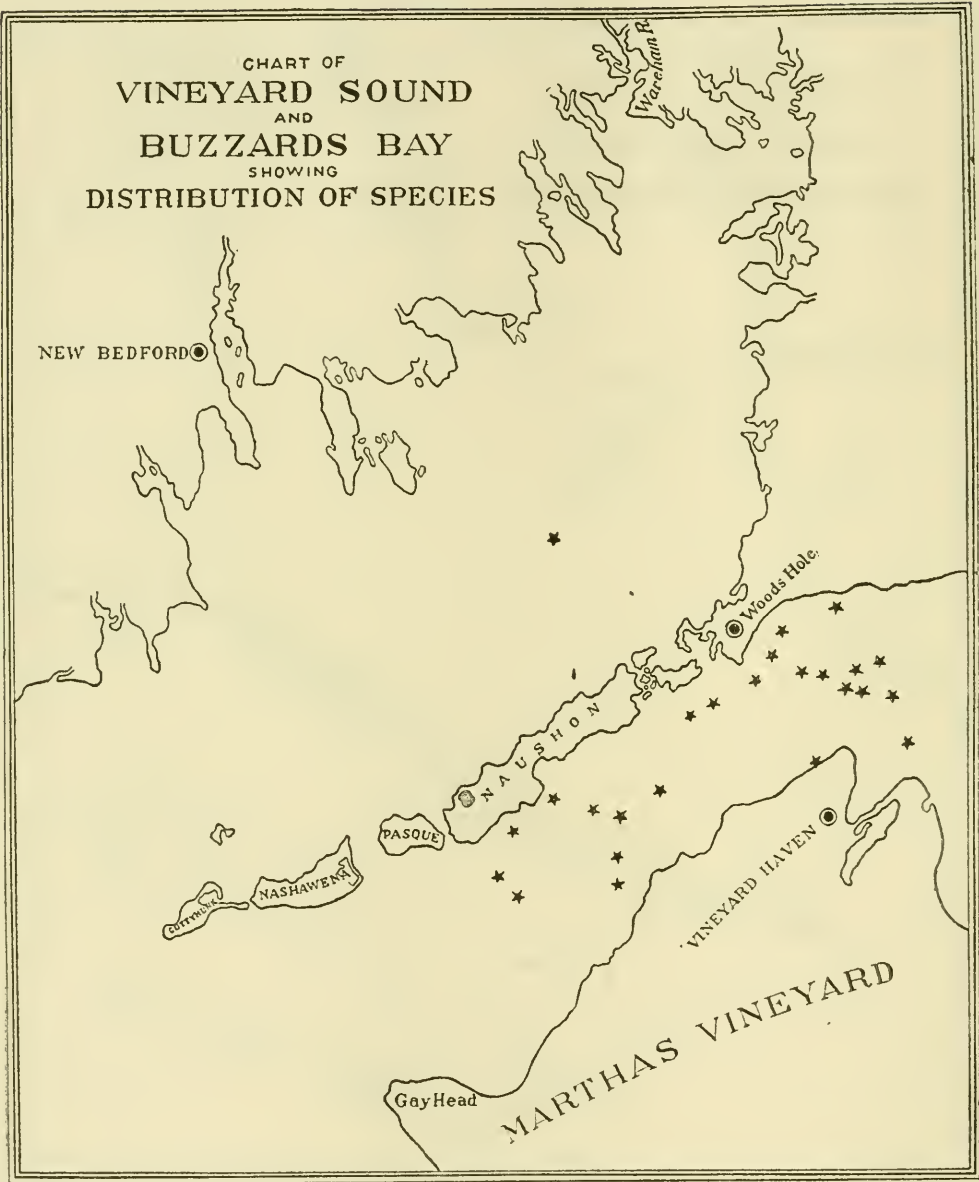 CHART OF
VINEYARD SOUND
AND
BUZZARDS BAY
SHOWING
DISTRIBUTION OF SPECIES
Wareham R.
NEW BEDFORD
Woods Hole.
NAUSHON
PASQUE
NASHAWENA
CUTTYHUNK
VINEYARD HAVEN
MARTHAS VINEYARD
Gay Head